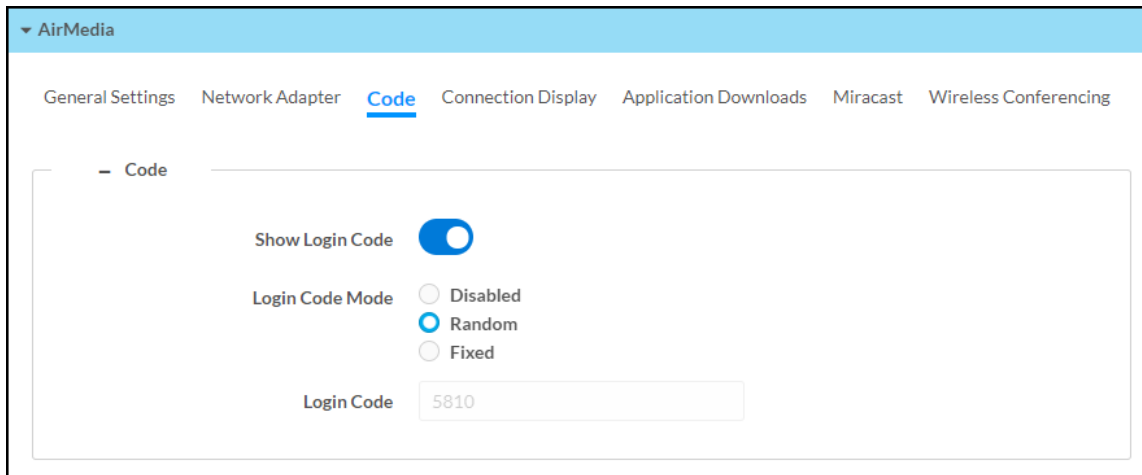 AirMedia
General Settings Network Adapter Code Connection Display Application Downloads Miracast Wireless Conferencing
– Code
Show Login Code
Login Code Mode Disabled
Random
Fixed
Login Code 5810